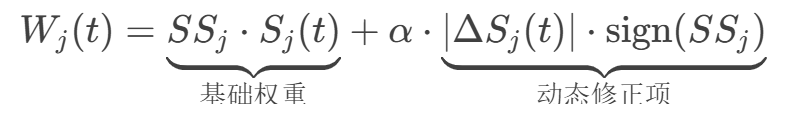 W_j(t) = SS_j · S_j(t) + α · |ΔS_j(t)| · sign(SS_j)
基础权重 动态修正项